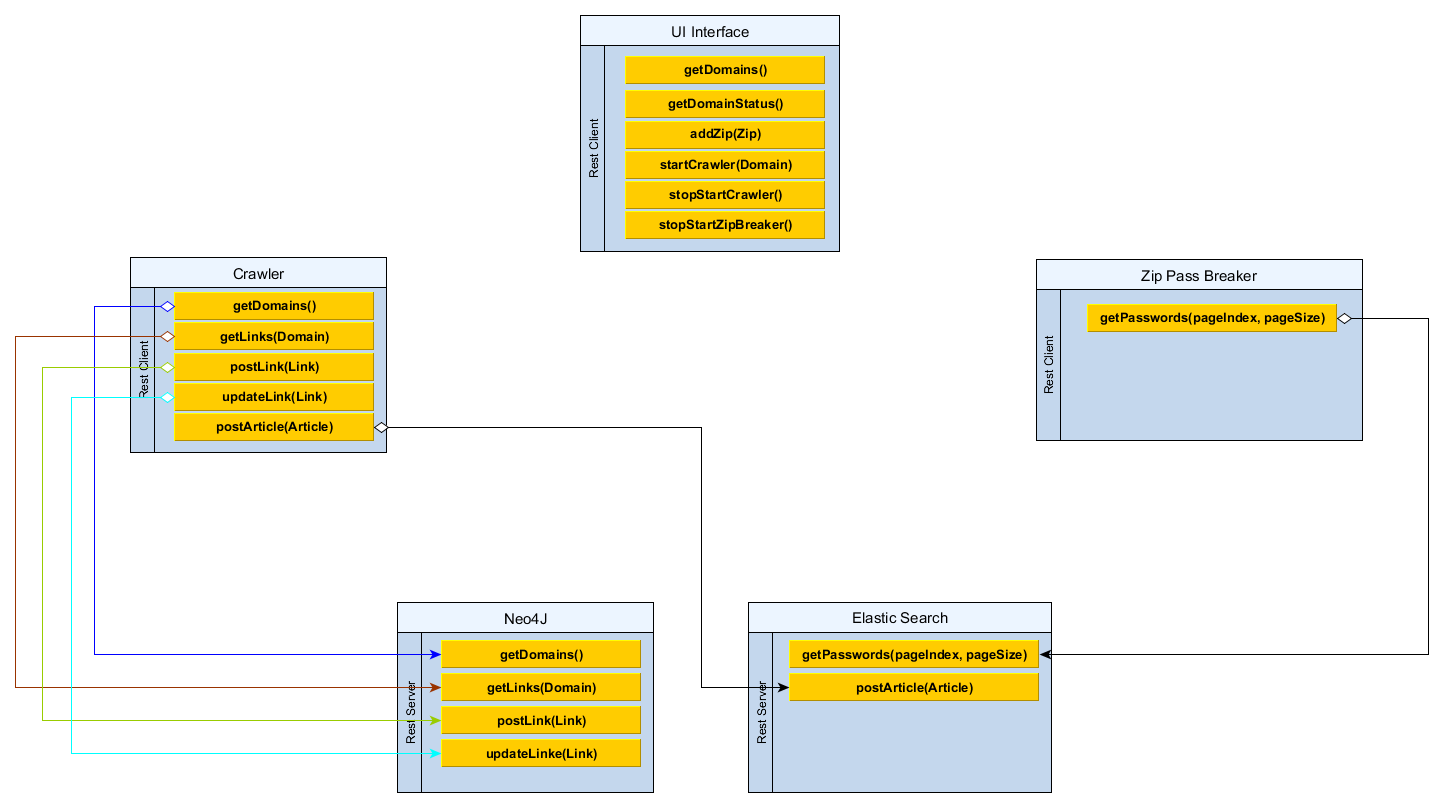 UI Interface
Rest Client
getDomains()
getDomainStatus()
addZip(Zip)
startCrawler(Domain)
stopStartCrawler()
stopStartZipBreaker()
Crawler
Rest Client
getDomains()
getLinks(Domain)
postLink(Link)
updateLink(Link)
postArticle(Article)
Zip Pass Breaker
Rest Client
getPasswords(pageIndex, pageSize)
Neo4J
Rest Server
getDomains()
getLinks(Domain)
postLink(Link)
updateLinke(Link)
Elastic Search
Rest Server
getPasswords(pageIndex, pageSize)
postArticle(Article)